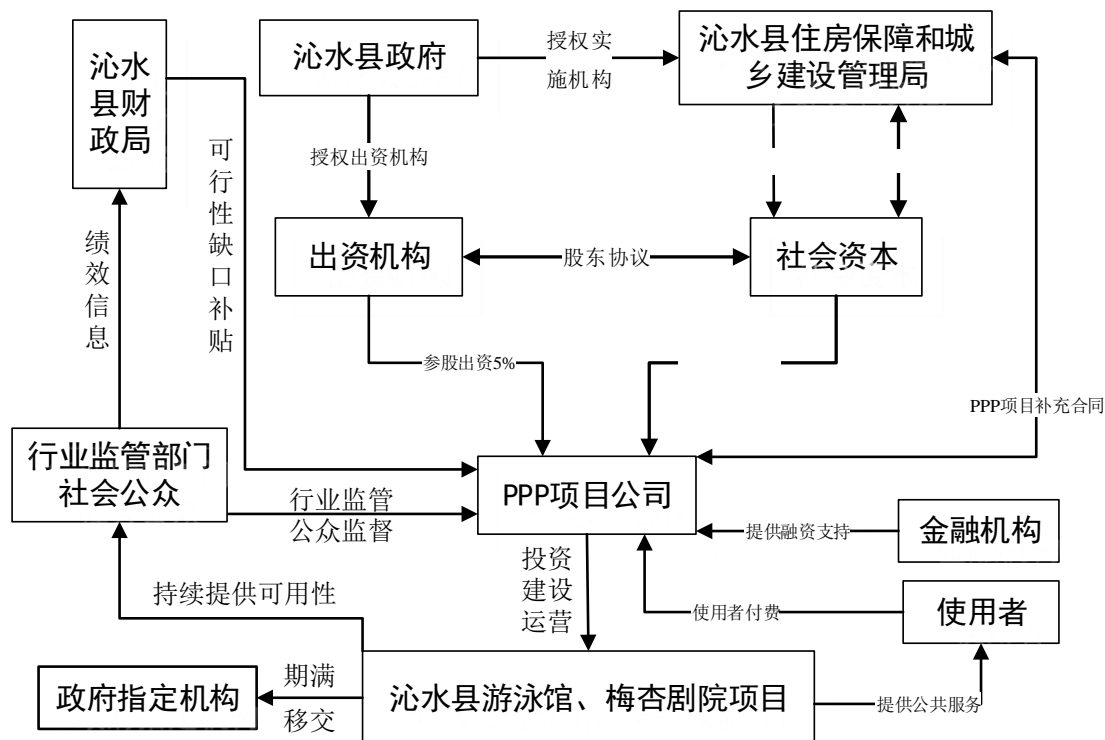 沁水
县财
政局
沁水县政府
授权实
施机构
沁水县住房保障和城
乡建设管理局
可行性缺口补贴
授权出资机构
绩效信息
出资机构
股东协议
社会资本
参股出资5%
PPP项目补充合同
行业监管部门
社会公众
行业监管
公众监督
PPP项目公司
提供融资支持
金融机构
投资
建设
运营
持续提供可用性
使用者付费
使用者
政府指定机构
期满
移交
沁水县游泳馆、梅杏剧院项目
提供公共服务